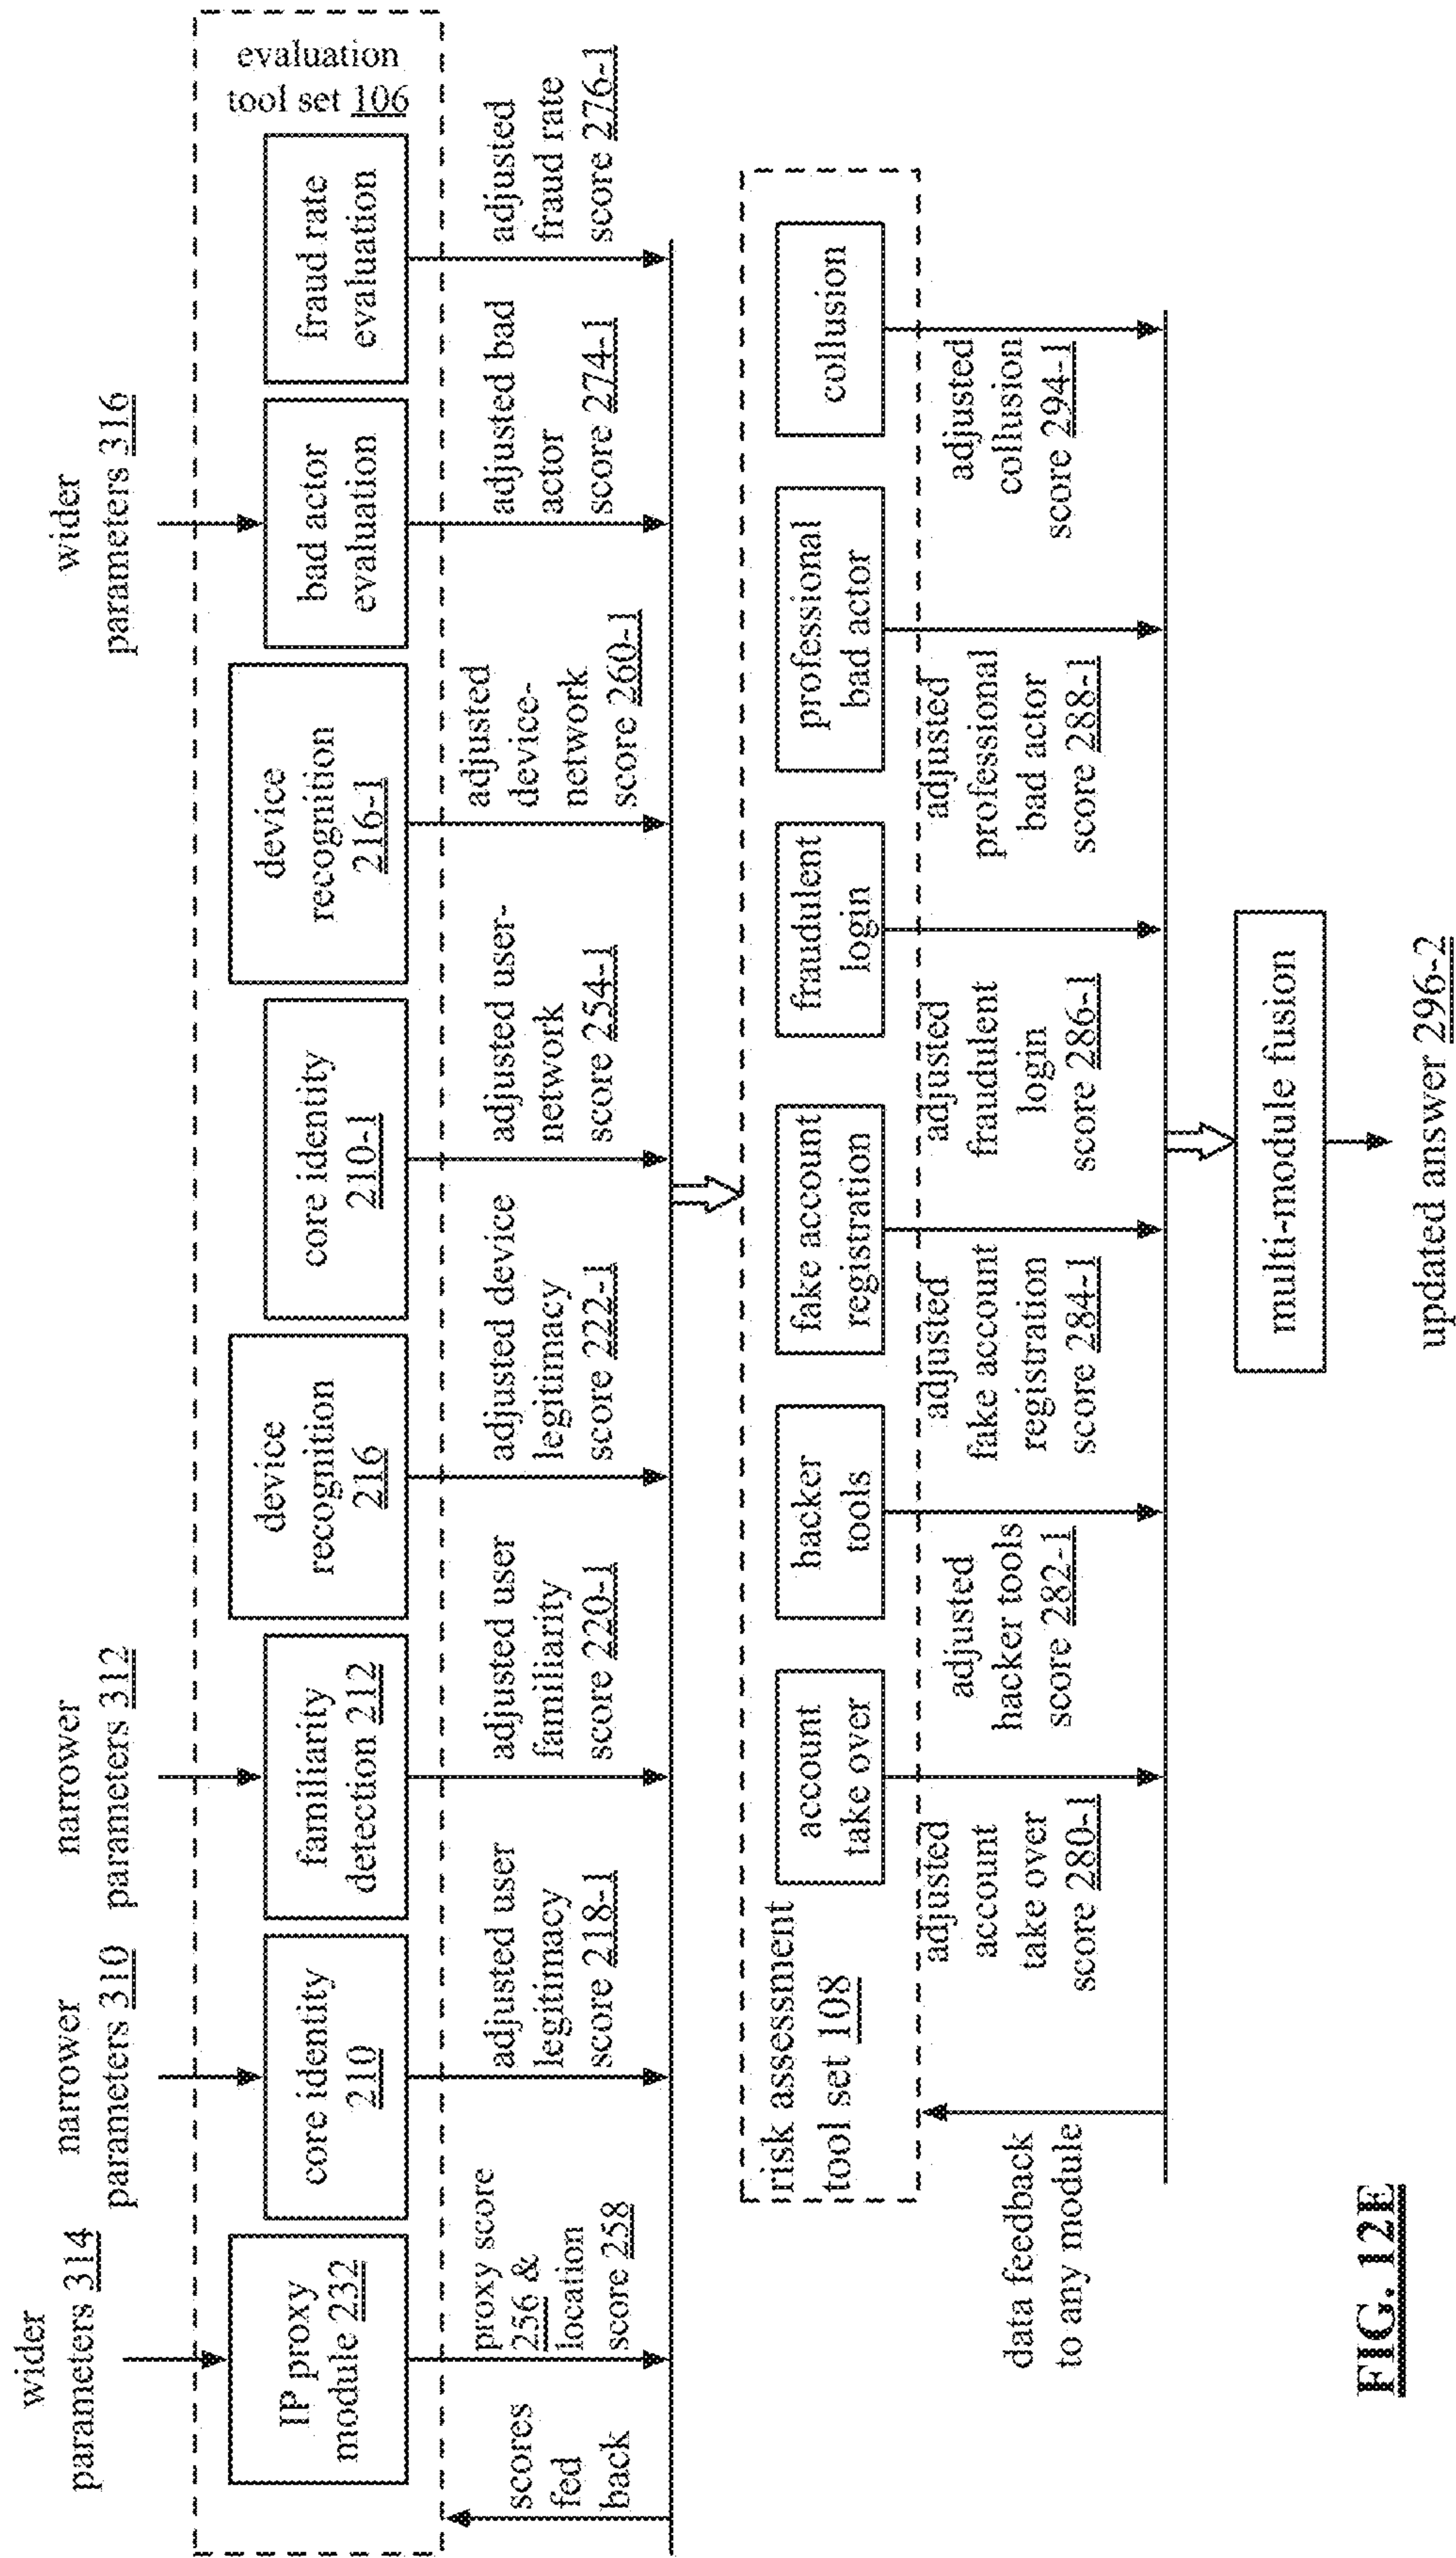 wider
parameters 314
narrower
parameters 310
narrower
parameters 312
wider
parameters 316
evaluation
tool set 106
IP proxy
module 232
core identity
210
familiarity
detection 212
device
recognition
216
core identity
210-1
device
recognition
216-1
bad actor
evaluation
fraud rate
evaluation
scores
fed
back
proxy score
256 &
location
score 258
adjusted user
legitimacy
score 218-1
adjusted user
familiarity
score 220-1
adjusted device
legitimacy
score 222-1
adjusted user-
network
score 254-1
adjusted
device-
network
score 260-1
adjusted bad
actor
score 274-1
adjusted
fraud rate
score 276-1
risk assessment
tool set 108
account
take over
hacker
tools
fake account
registration
fraudulent
login
professional
bad actor
collusion
data feedback
to any module
adjusted
account
take over
score 280-1
adjusted
hacker tools
score 282-1
adjusted
fake account
registration
score 284-1
adjusted
fraudulent
login
score 286-1
adjusted
professional
bad actor
score 288-1
adjusted
collusion
score 294-1
multi-module fusion
updated answer 296-2
FIG. 12E